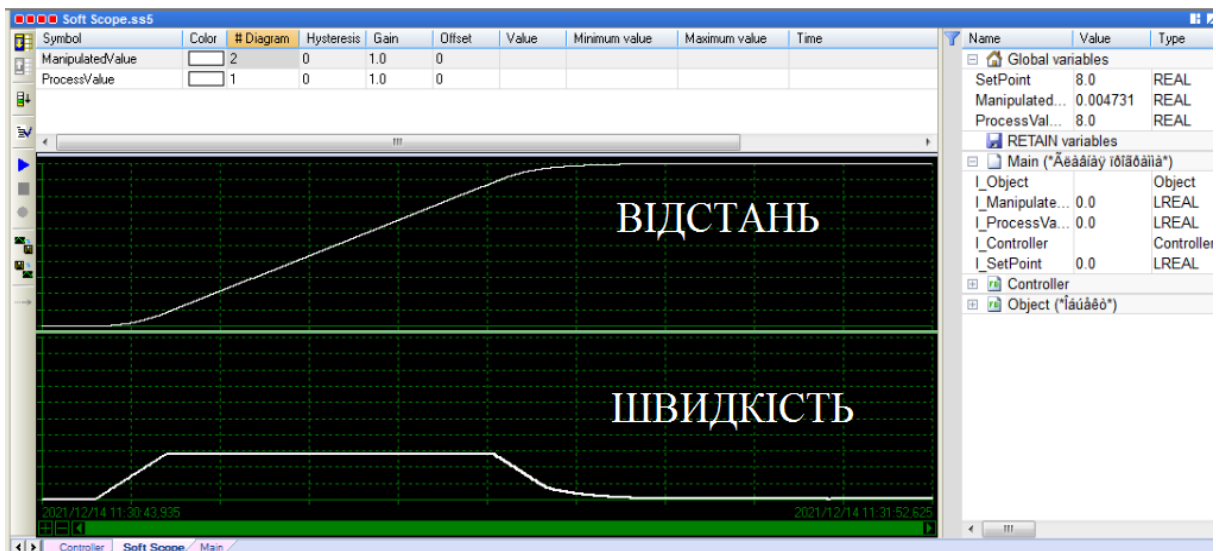 Soft Scope.ss5
Symbol Color # Diagram Hysteresis Gain Offset Value Minimum value Maximum value Time
ManipulatedValue 2 0 1.0 0
ProcessValue 1 0 1.0 0
Name Value Type
Global variables
SetPoint 8.0 REAL
Manipulated... 0.004731 REAL
ProcessVal... 8.0 REAL
RETAIN variables
Main (*Ãëàâíàÿ ïðîãðàììà*)
I_Object Object
I_Manipulate... 0.0 LREAL
I_ProcessVa... 0.0 LREAL
I_Controller Controller
I_SetPoint 0.0 LREAL
Controller
Object (*Îáúåêò*)
ВІДСТАНЬ
ШВИДКІСТЬ
2021/12/14 11:30:43,935 2021/12/14 11:31:52,625
Controller Soft Scope Main